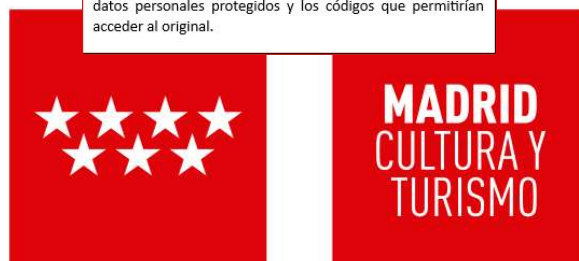 datos personales protegidos y los códigos que permitirían
acceder al original.
MADRID
CULTURA Y
TURISMO